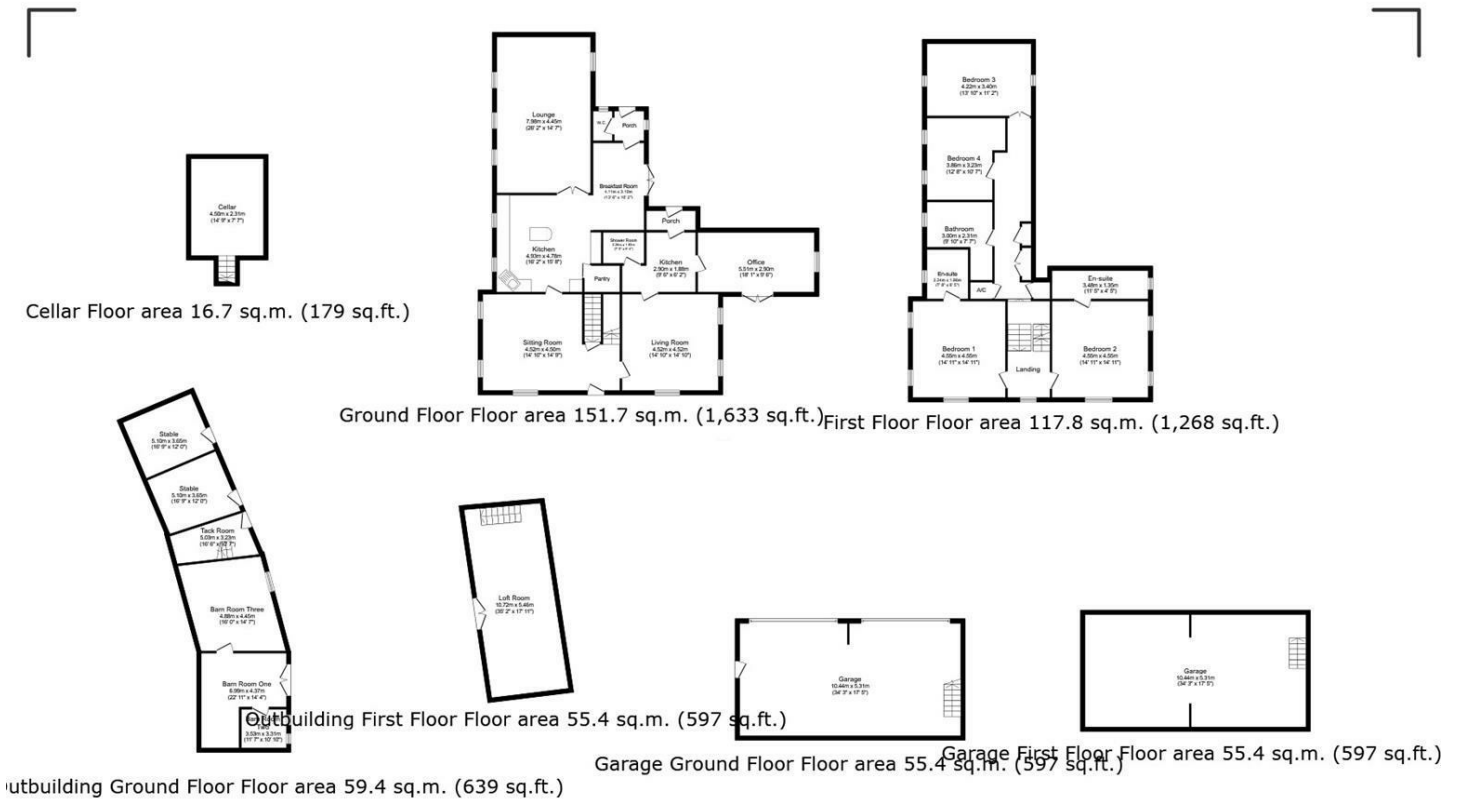 Cellar
4.50m x 2.31m
(14' 9" x 7' 7")
Cellar Floor area 16.7 sq.m. (179 sq.ft.)
Lounge
7.98m x 4.45m
(26' 2" x 14' 7")
W.C.
Porch
Breakfast Room
Porch
Kitchen
4.93m x 4.78m
(16' 2" x 15' 8")
Shower Room
Pantry
Kitchen
2.90m x 1.88m
(9' 6" x 6' 2")
Office
5.51m x 2.90m
(18' 1" x 9' 6")
Sitting Room
4.52m x 4.50m
(14' 10" x 14' 9")
Living Room
4.52m x 4.52m
(14' 10" x 14' 10")
Ground Floor Floor area 151.7 sq.m. (1,633 sq.ft.)
Bedroom 3
4.22m x 3.40m
(13' 10" x 11' 2")
Bedroom 4
3.86m x 3.23m
(12' 8" x 10' 7")
Bathroom
3.00m x 2.31m
(9' 10" x 7' 7")
En-suite
A/C
En-suite
3.48m x 1.35m
(11' 5" x 4' 5")
Bedroom 1
4.55m x 4.55m
(14' 11" x 14' 11")
Landing
Bedroom 2
4.55m x 4.55m
(14' 11" x 14' 11")
First Floor Floor area 117.8 sq.m. (1,268 sq.ft.)
Stable
5.10m x 3.65m
(16' 9" x 12' 0")
Stable
5.10m x 3.65m
(16' 9" x 12' 0")
Tack Room
5.03m x 3.23m
(16' 6" x 10' 7")
Barn Room Three
4.88m x 4.45m
(16' 0" x 14' 7")
Barn Room One
6.99m x 4.37m
(22' 11" x 14' 4")
3.53m x 3.31m
(11' 7" x 10' 10")
utbuilding Ground Floor Floor area 59.4 sq.m. (639 sq.ft.)
Loft Room
10.72m x 5.46m
(35' 2" x 17' 11")
Outbuilding First Floor Floor area 55.4 sq.m. (597 sq.ft.)
Garage
10.44m x 5.31m
(34' 3" x 17' 5")
Garage Ground Floor Floor area 55.4 sq.m. (597 sq.ft.)
Garage
10.44m x 5.31m
(34' 3" x 17' 5")
Garage First Floor Floor area 55.4 sq.m. (597 sq.ft.)